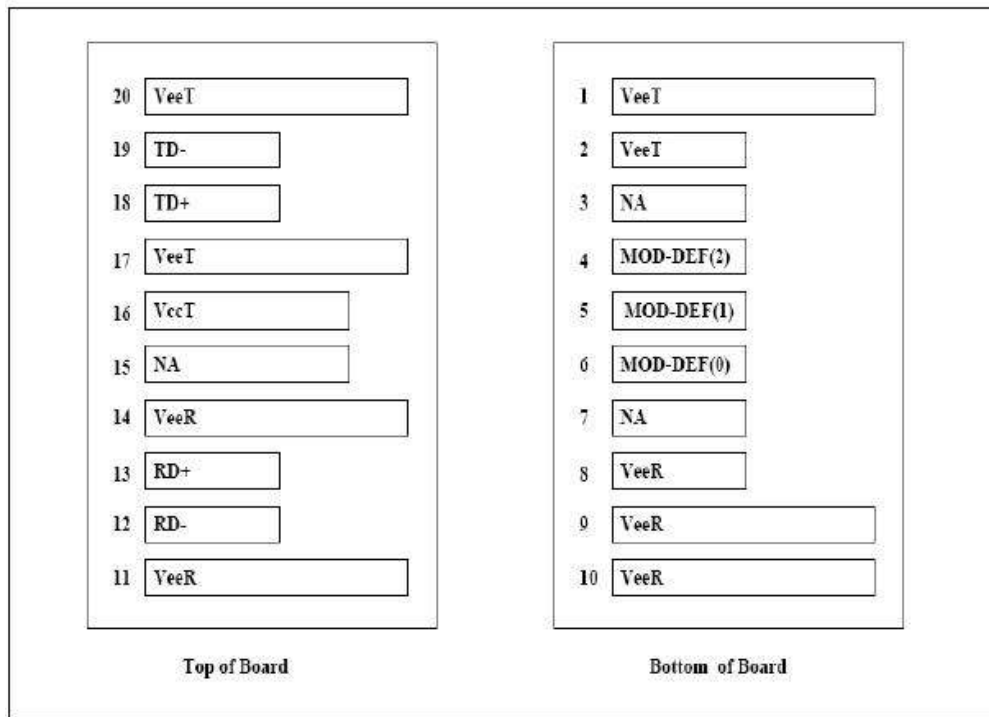 20 VeeT
19 TD-
18 TD+
17 VeeT
16 VccT
15 NA
14 VeeR
13 RD+
12 RD-
11 VeeR
Top of Board
1 VeeT
2 VeeT
3 NA
4 MOD-DEF(2)
5 MOD-DEF(1)
6 MOD-DEF(0)
7 NA
8 VeeR
9 VeeR
10 VeeR
Bottom of Board